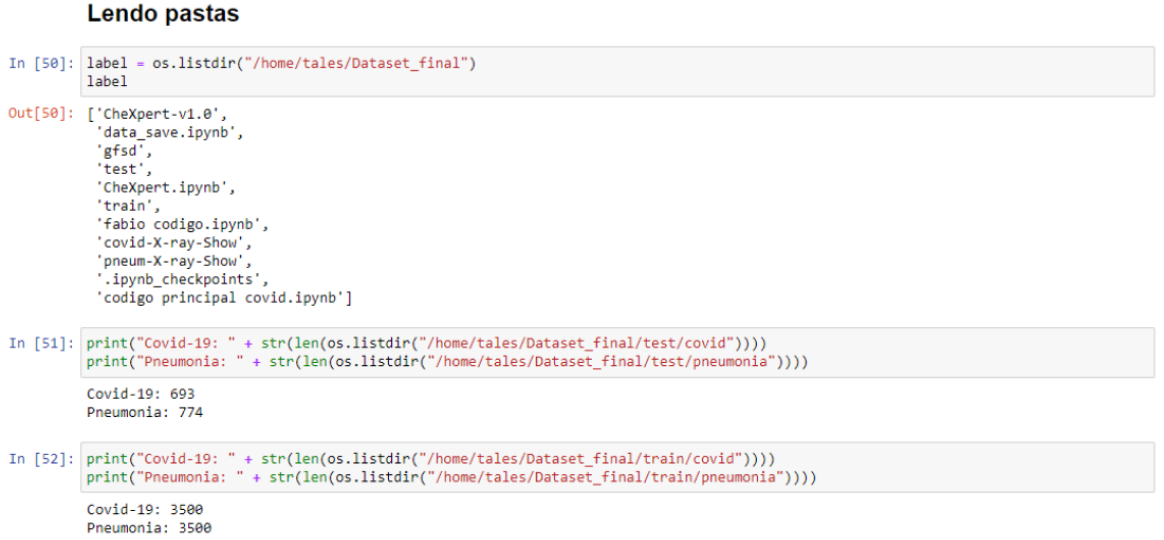 Lendo pastas
In [50]: label = os.listdir("/home/tales/Dataset_final")
label
Out[50]: ['CheXpert-v1.0',
'data_save.ipynb',
'gfsd',
'test',
'CheXpert.ipynb',
'train',
'fabio codigo.ipynb',
'covid-X-ray-Show',
'pneum-X-ray-Show',
'.ipynb_checkpoints',
'codigo principal covid.ipynb']
In [51]: print("Covid-19: " + str(len(os.listdir("/home/tales/Dataset_final/test/covid"))))
print("Pneumonia: " + str(len(os.listdir("/home/tales/Dataset_final/test/pneumonia"))))
Covid-19: 693
Pneumonia: 774
In [52]: print("Covid-19: " + str(len(os.listdir("/home/tales/Dataset_final/train/covid"))))
print("Pneumonia: " + str(len(os.listdir("/home/tales/Dataset_final/train/pneumonia"))))
Covid-19: 3500
Pneumonia: 3500